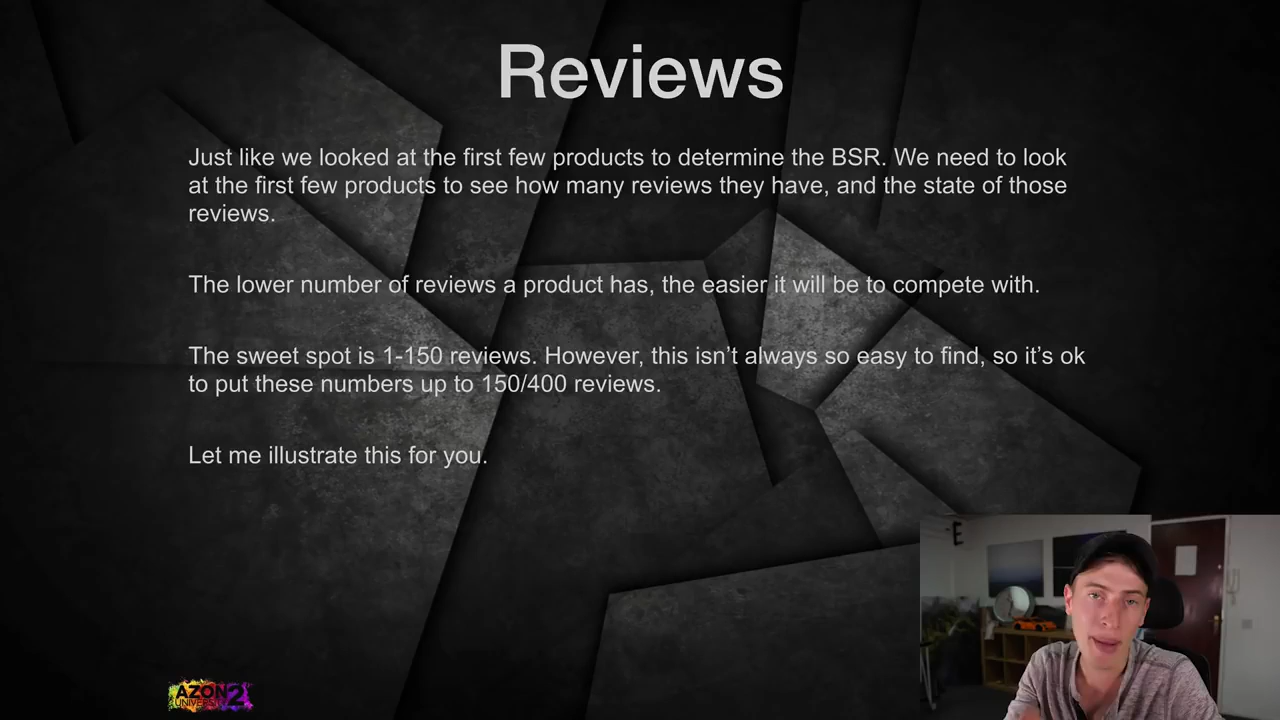 Reviews
Just like we looked at the first few products to determine the BSR. We need to look
at the first few products to see how many reviews they have, and the state of those
reviews.
The lower number of reviews a product has, the easier it will be to compete with.
The sweet spot is 1-150 reviews. However, this isn’t always so easy to find, so it’s ok
to put these numbers up to 150/400 reviews.
Let me illustrate this for you.
E
AZON 2